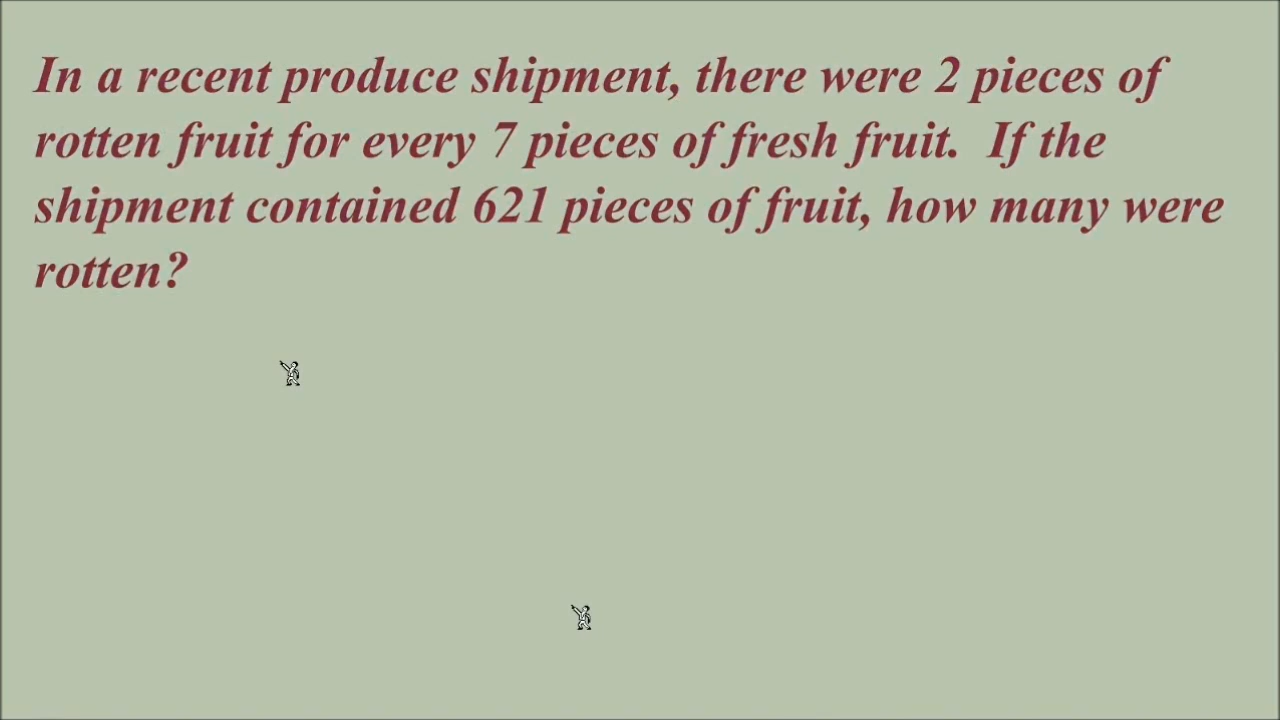 In a recent produce shipment, there were 2 pieces of
rotten fruit for every 7 pieces of fresh fruit.  If the
shipment contained 621 pieces of fruit, how many were
rotten?